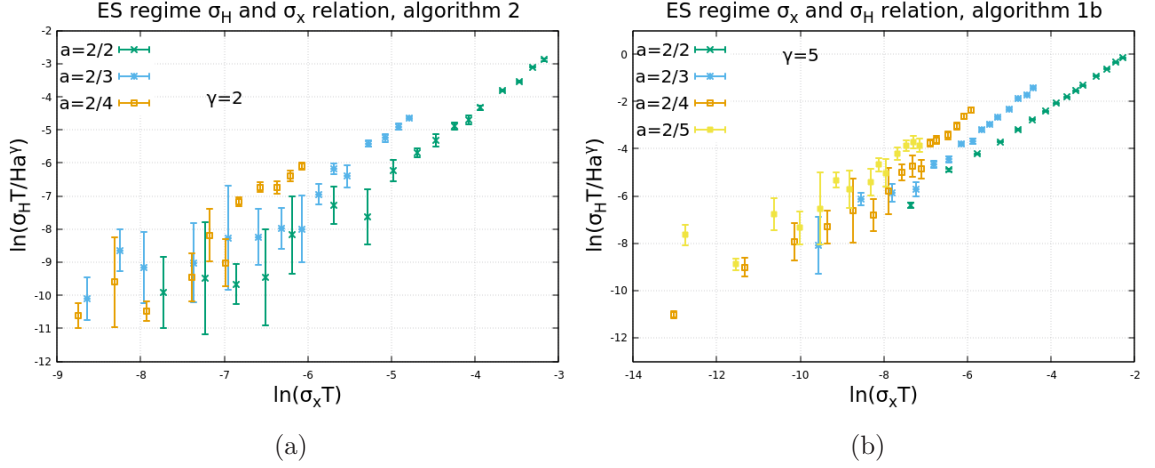 ES regime σH and σx relation, algorithm 2
-2
-3
-4
-5
-6
-7
-8
-9
-10
-11
-12
a=2/2
a=2/3
a=2/4
γ=2
ln(σHT/Haγ)
-9 -8 -7 -6 -5 -4 -3
ln(σxT)
(a)
ES regime σx and σH relation, algorithm 1b
0
-2
-4
-6
-8
-10
-12
a=2/2
a=2/3
a=2/4
a=2/5
γ=5
ln(σHT/Haγ)
-14 -12 -10 -8 -6 -4 -2
ln(σxT)
(b)